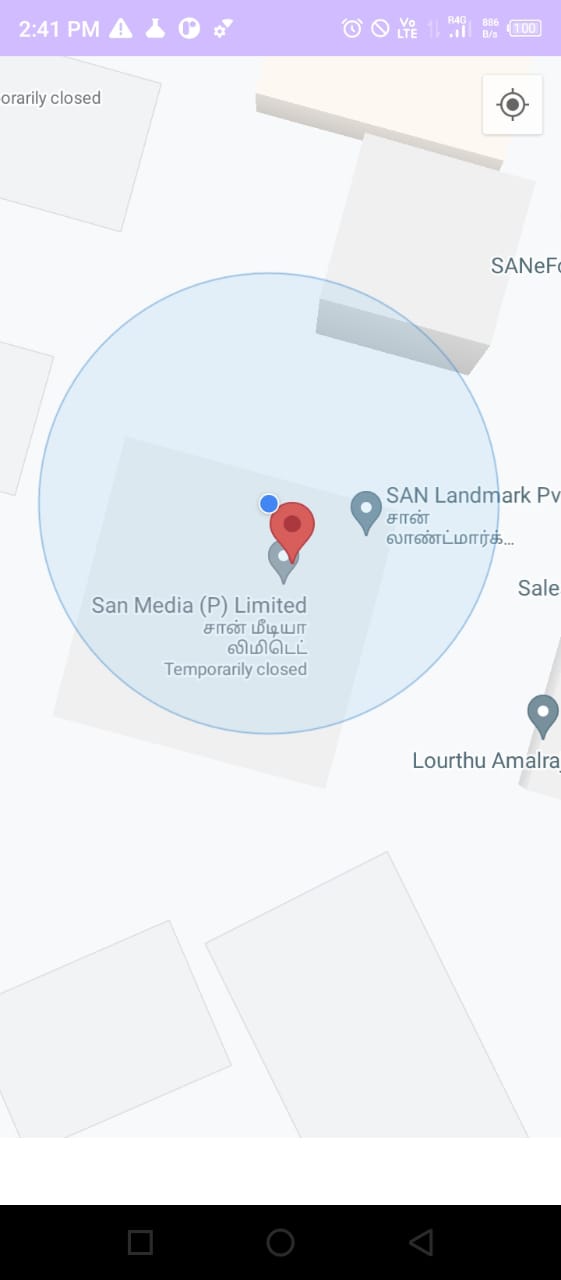 2:41 PM
Vo
LTE
R4G
886
B/s
100
orarily closed
SANeFo
SAN Landmark Pv
சான்
லாண்ட்மார்க்...
Sale
San Media (P) Limited
சான் மீடியா
லிமிடெட்
Temporarily closed
Lourthu Amalraj